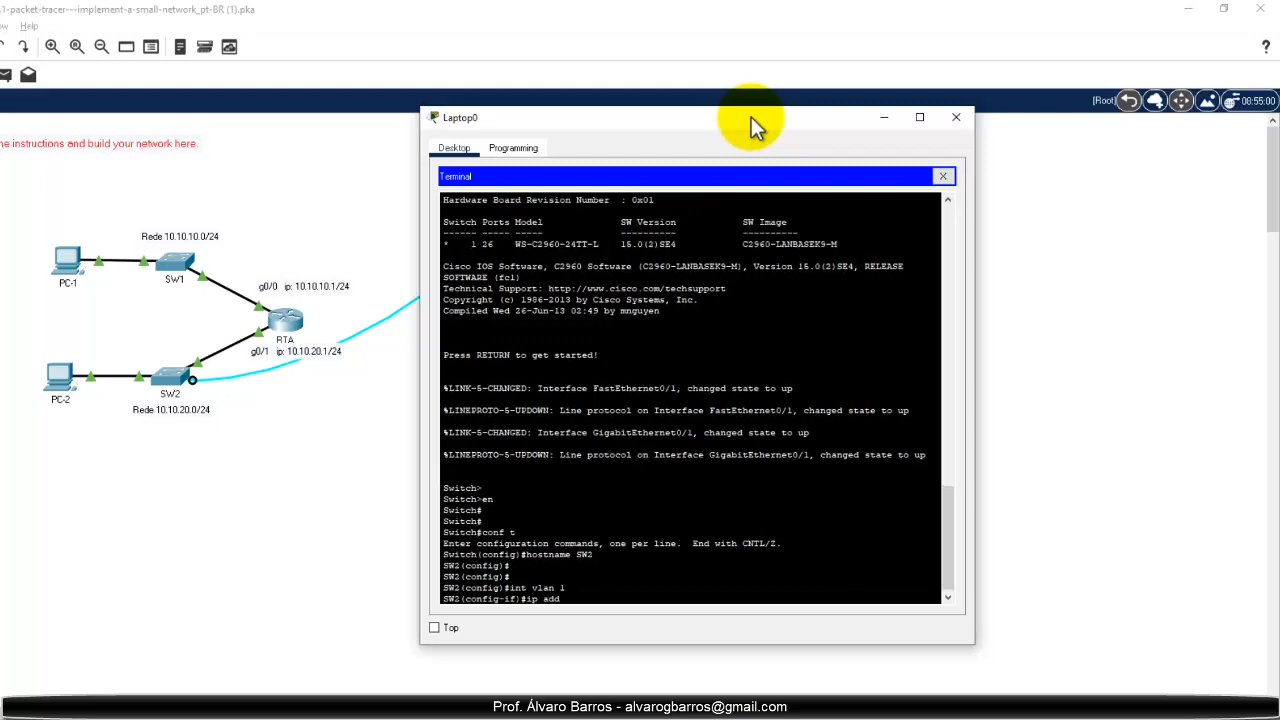 .1-packet-tracer---implement-a-small-network_pt-BR (1).pka
ow Help
?
[Root] 08:55:00
ne instructions and build your network here.
Laptop0
Desktop Programming
Terminal X
Hardware Board Revision Number : 0x01
Switch Ports Model SW Version SW Image
------ ----- ----- ---------- ----------
* 1 26 WS-C2960-24TT-L 15.0(2)SE4 C2960-LANBASEK9-M
Cisco IOS Software, C2960 Software (C2960-LANBASEK9-M), Version 15.0(2)SE4, RELEASE
SOFTWARE (fc1)
Technical Support: http://www.cisco.com/techsupport
Copyright (c) 1986-2013 by Cisco Systems, Inc.
Compiled Wed 26-Jun-13 02:49 by mnguyen
Press RETURN to get started!
%LINK-5-CHANGED: Interface FastEthernet0/1, changed state to up
%LINEPROTO-5-UPDOWN: Line protocol on Interface FastEthernet0/1, changed state to up
%LINK-5-CHANGED: Interface GigabitEthernet0/1, changed state to up
%LINEPROTO-5-UPDOWN: Line protocol on Interface GigabitEthernet0/1, changed state to up
Switch>
Switch>en
Switch#
Switch#
Switch#conf t
Enter configuration commands, one per line. End with CNTL/Z.
Switch(config)#hostname SW2
SW2(config)#
SW2(config)#
SW2(config)#int vlan 1
SW2(config-if)#ip add
Top
Rede 10.10.10.0/24
PC-1
SW1
g0/0 ip: 10.10.10.1/24
RTA
g0/1 ip: 10.10.20.1/24
PC-2
SW2
Rede 10.10.20.0/24
Prof. Álvaro Barros - alvarogbarros@gmail.com